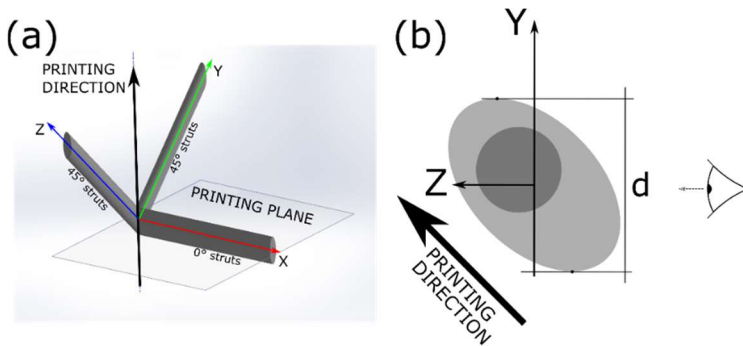 (a)
PRINTING
DIRECTION
Y
Z
45° struts
45° struts
PRINTING PLANE
0° struts
X
(b)
Y
Z
d
PRINTING
DIRECTION